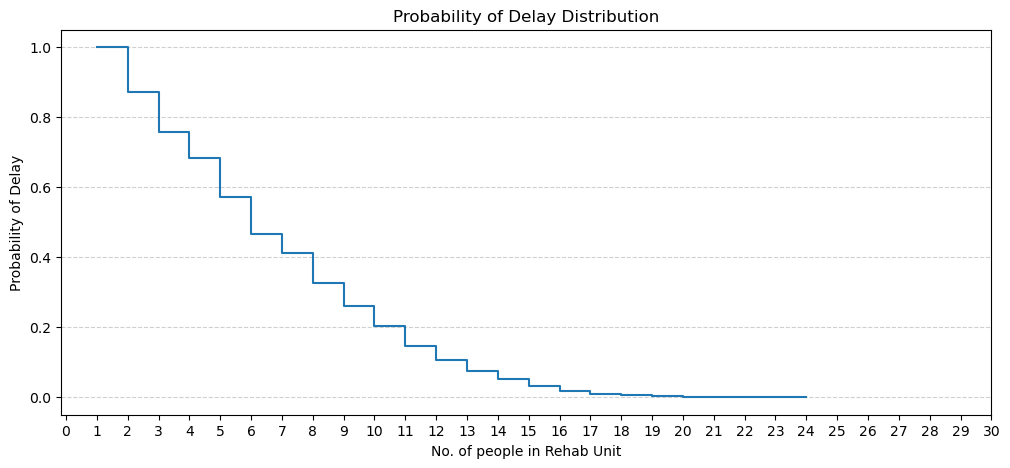 Probability of Delay Distribution
Probability of Delay
1.0
0.8
0.6
0.4
0.2
0.0
0 1 2 3 4 5 6 7 8 9 10 11 12 13 14 15 16 17 18 19 20 21 22 23 24 25 26 27 28 29 30
No. of people in Rehab Unit